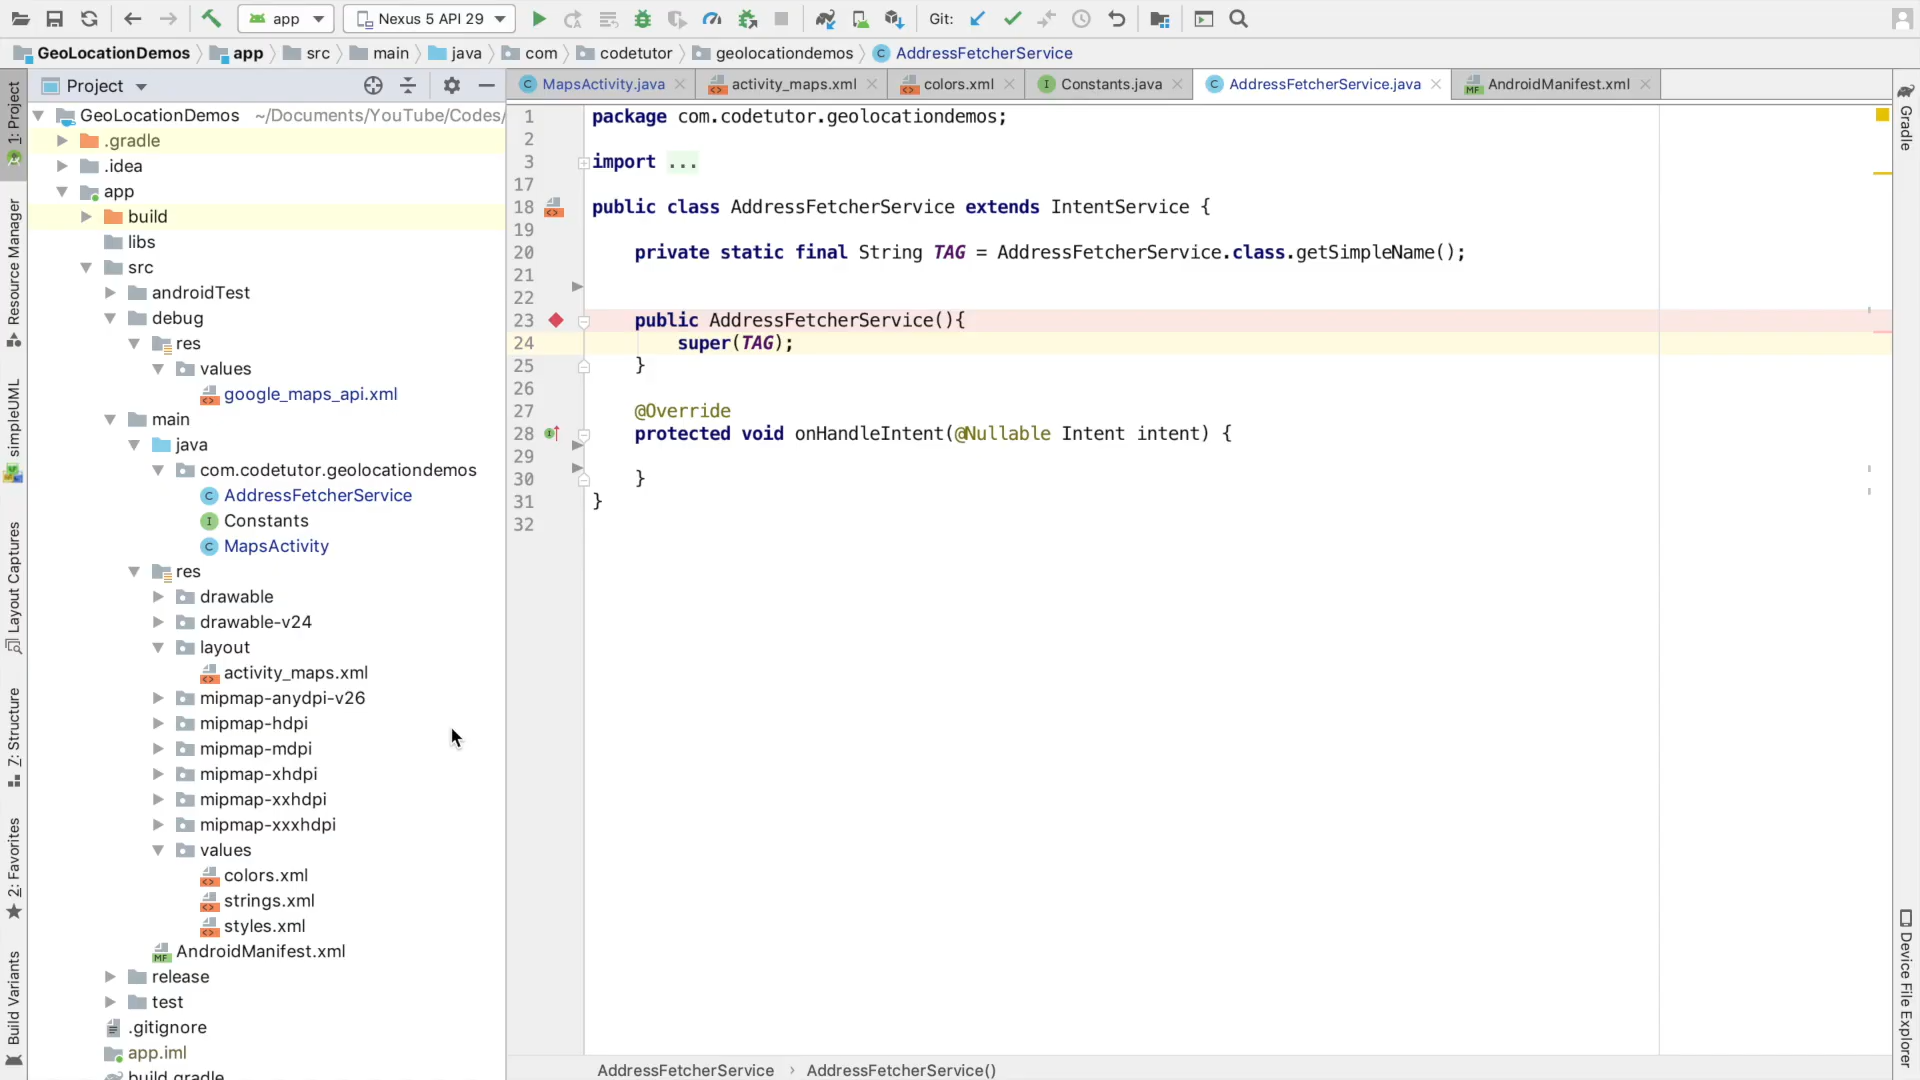 app
Nexus 5 API 29
Git:
GeoLocationDemos
app
src
main
java
com
codetutor
geolocationdemos
AddressFetcherService
Project
MapsActivity.java
activity_maps.xml
colors.xml
Constants.java
AddressFetcherService.java
AndroidManifest.xml
1: Project
Resource Manager
simpleUML
Layout Captures
7: Structure
2: Favorites
Build Variants
GeoLocationDemos ~/Documents/YouTube/Codes/
.gradle
.idea
app
build
libs
src
androidTest
debug
res
values
google_maps_api.xml
main
java
com.codetutor.geolocationdemos
AddressFetcherService
Constants
MapsActivity
res
drawable
drawable-v24
layout
activity_maps.xml
mipmap-anydpi-v26
mipmap-hdpi
mipmap-mdpi
mipmap-xhdpi
mipmap-xxhdpi
mipmap-xxxhdpi
values
colors.xml
strings.xml
styles.xml
AndroidManifest.xml
release
test
.gitignore
app.iml
build.gradle
1 package com.codetutor.geolocationdemos;
2
3 import ...
17
18 public class AddressFetcherService extends IntentService {
19
20 private static final String TAG = AddressFetcherService.class.getSimpleName();
21
22
23 public AddressFetcherService(){
24 super(TAG);
25 }
26
27 @Override
28 protected void onHandleIntent(@Nullable Intent intent) {
29
30 }
31 }
32
AddressFetcherService › AddressFetcherService()
Gradle
Device File Explorer